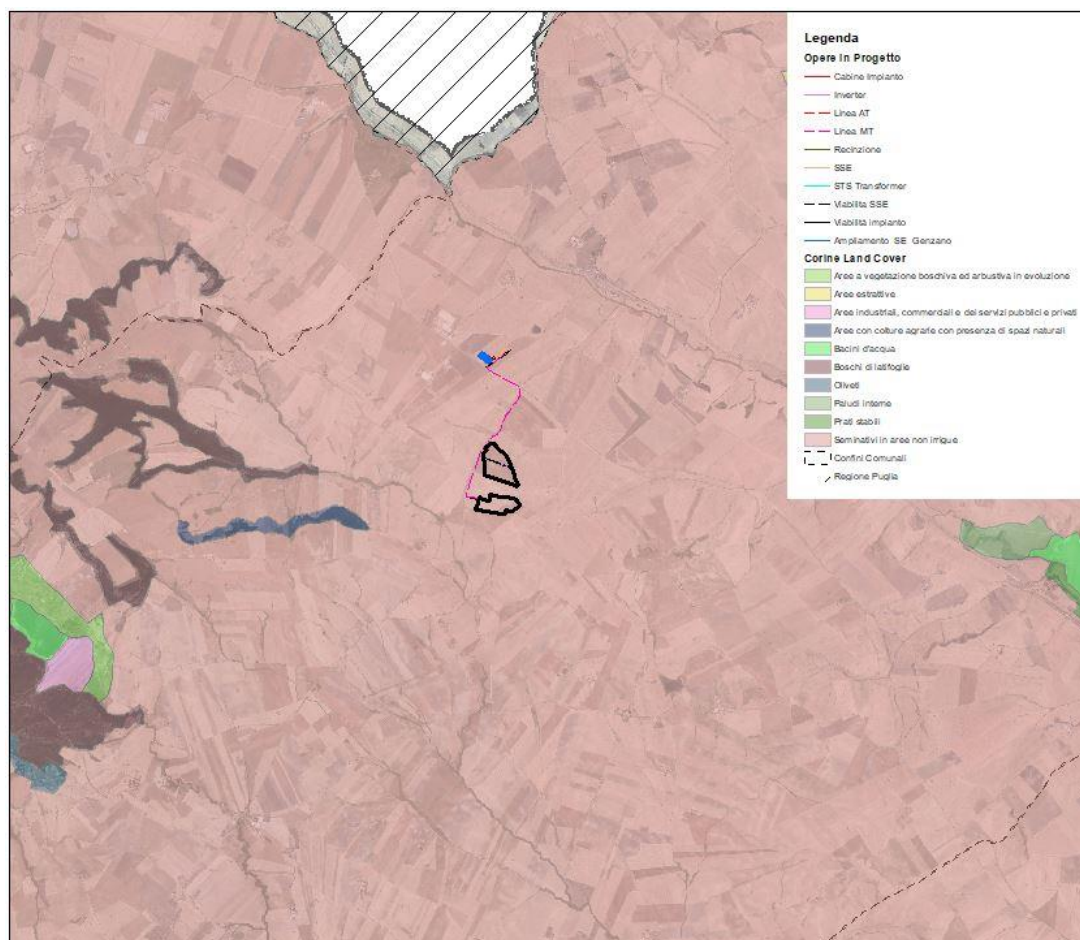 Legenda
Opere in Progetto
Cabine Impianto
Inverter
Linea AT
Linea MT
Recinzione
SSE
STS Transformer
Viabilita SSE
Viabilità impianto
Ampliamento SE Genzano
Corine Land Cover
Aree a vegetazione boschiva ed arbustiva in evoluzione
Aree estrattive
Aree industriali, commerciali e dei servizi pubblici e privati
Aree con colture agrarie con presenza di spazi naturali
Bacini d'acqua
Boschi di latifoglie
Oliveti
Paludi interne
Prati stabili
Seminativi in aree non irrigue
Confini Comunali
Regione Puglia